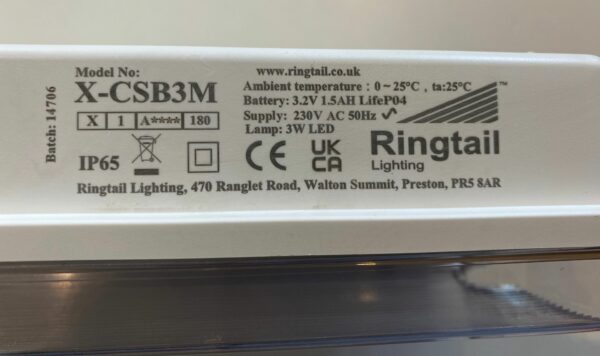 Model No:
X-CSB3M
X 1 A**** 180
IP65
Batch: 14706
www.ringtail.co.uk
Ambient temperature : 0~25°C, ta:25°C
Battery: 3.2V 1.5AH LifeP04
Supply: 230V AC 50Hz
Lamp: 3W LED
CE UK
CA
Ringtail
Lighting
TM
Ringtail Lighting, 470 Ranglet Road, Walton Summit, Preston, PR5 8AR